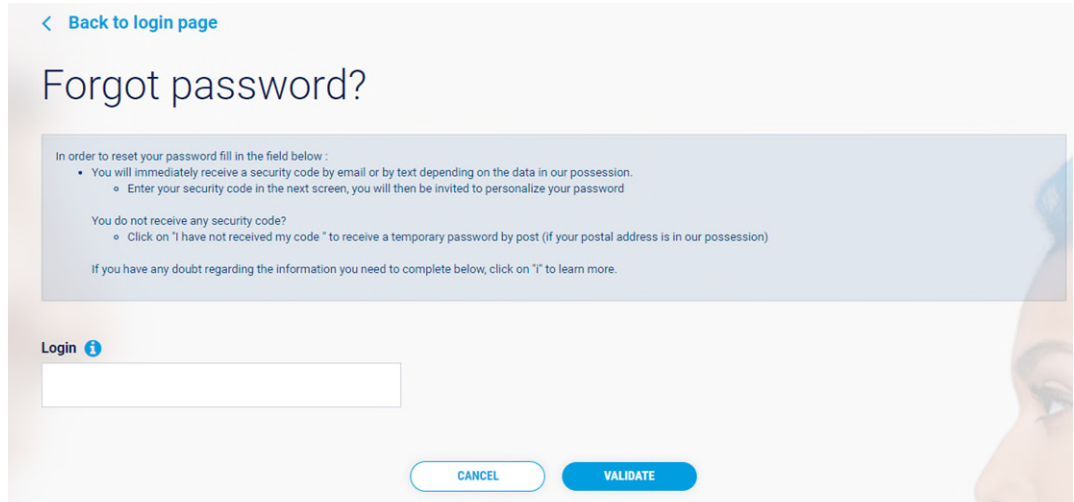 Back to login page
Forgot password?
In order to reset your password fill in the field below :
You will immediately receive a security code by email or by text depending on the data in our possession.
Enter your security code in the next screen, you will then be invited to personalize your password
You do not receive any security code?
Click on "I have not received my code " to receive a temporary password by post (if your postal address is in our possession)
If you have any doubt regarding the information you need to complete below, click on "i" to learn more.
Login i
CANCEL
VALIDATE